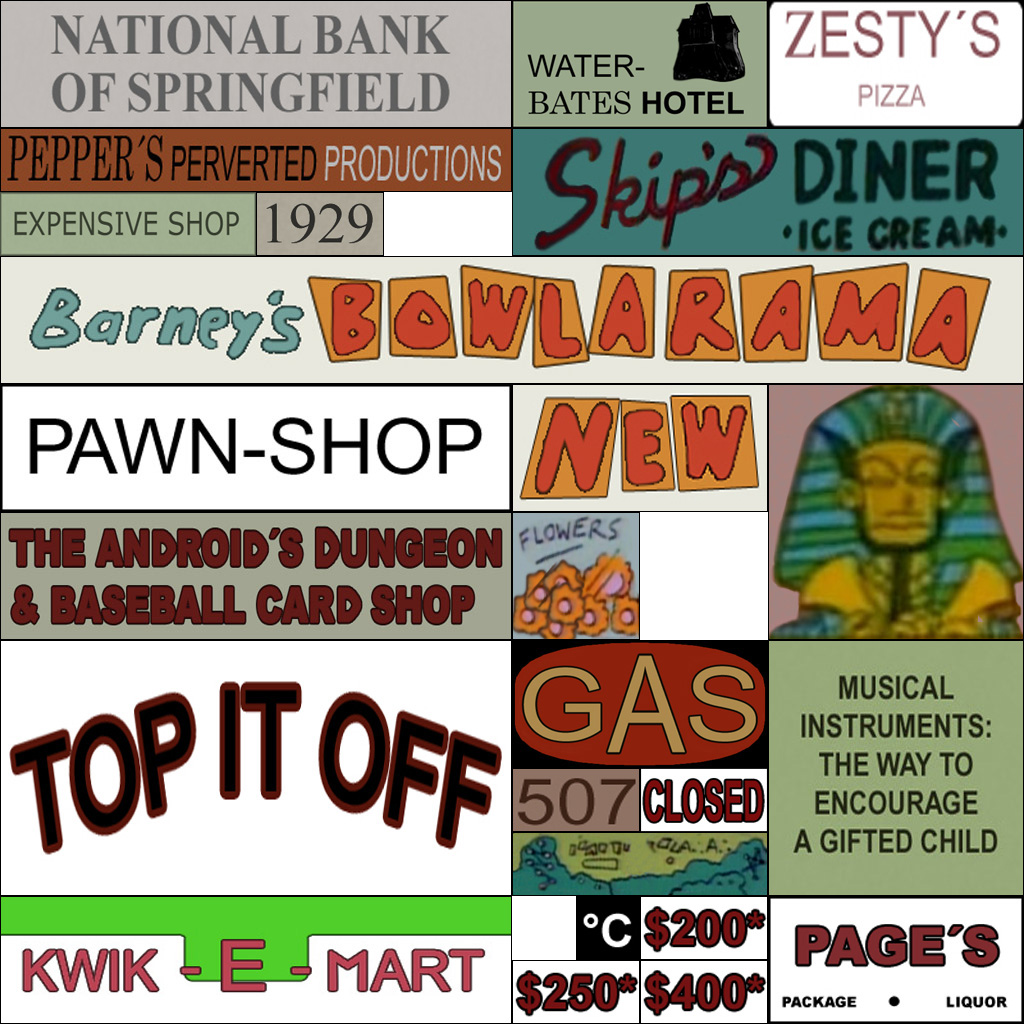 NATIONAL BANK
OF SPRINGFIELD
WATER-
BATES HOTEL
ZESTY´S
PIZZA
PEPPER´S PERVERTED PRODUCTIONS
Skip's DINER
·ICE CREAM·
EXPENSIVE SHOP
1929
Barney's BOWLARAMA
PAWN-SHOP
NEW
THE ANDROID´S DUNGEON
& BASEBALL CARD SHOP
FLOWERS
TOP IT OFF
GAS
507
CLOSED
MUSICAL
INSTRUMENTS:
THE WAY TO
ENCOURAGE
A GIFTED CHILD
KWIK - E - MART
°C
$200*
$250*
$400*
PAGE´S
PACKAGE • LIQUOR